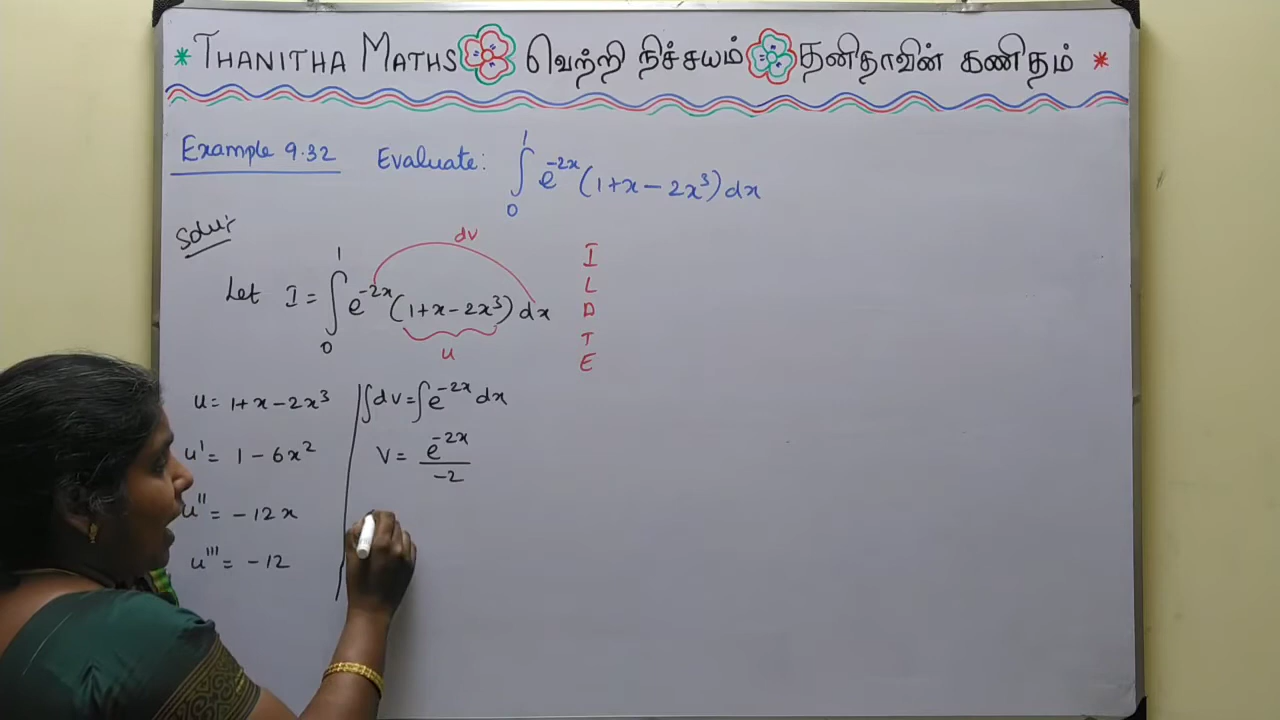 * THANITHA MATHS வெற்றி நிச்சயம் தனிதாவின் கணிதம் *
Example 9.32 Evaluate: ∫₀¹ e^{-2x} (1+x-2x³) dx
Solu:
dv
Let I = ∫₀¹ e^{-2x} (1+x-2x³) dx
u
I
L
A
T
E
u = 1+x-2x³
u' = 1-6x²
u'' = -12x
u''' = -12
∫dv = ∫e^{-2x} dx
v = e^{-2x}/-2